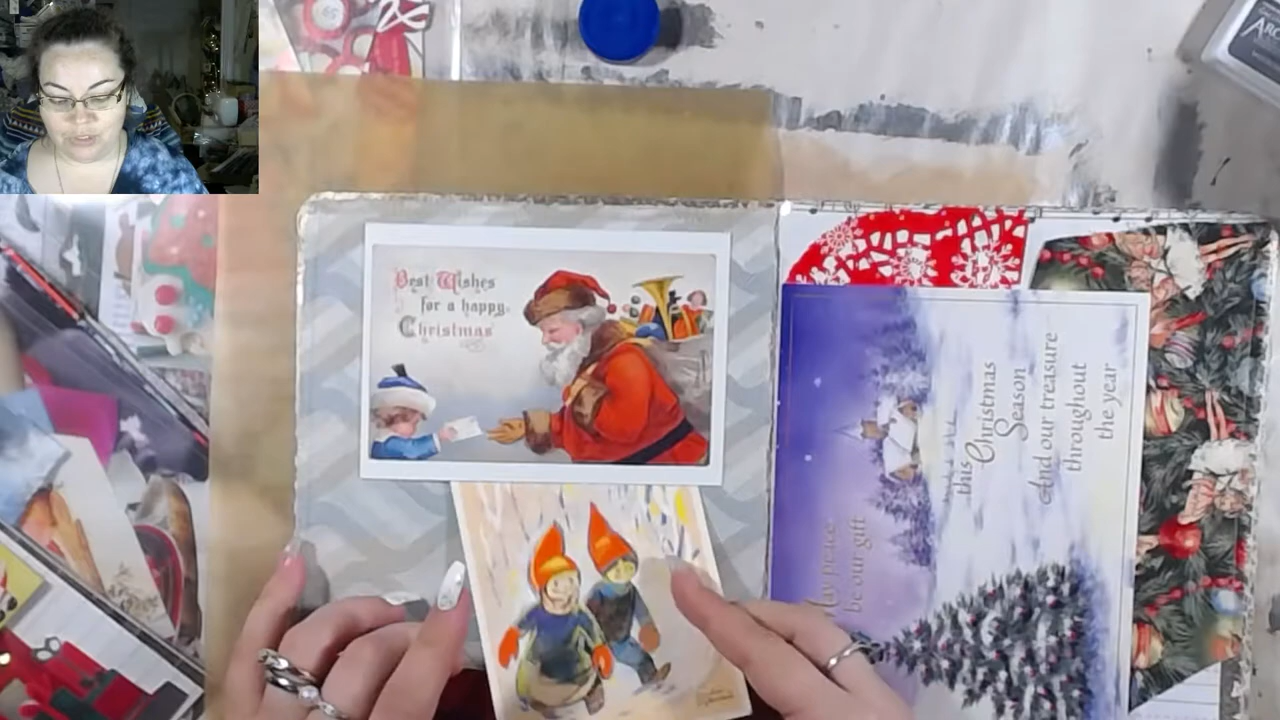 Best Wishes
for a happy
Christmas
May peace
be our gift
this Christmas
Season
And our treasure
throughout
the year